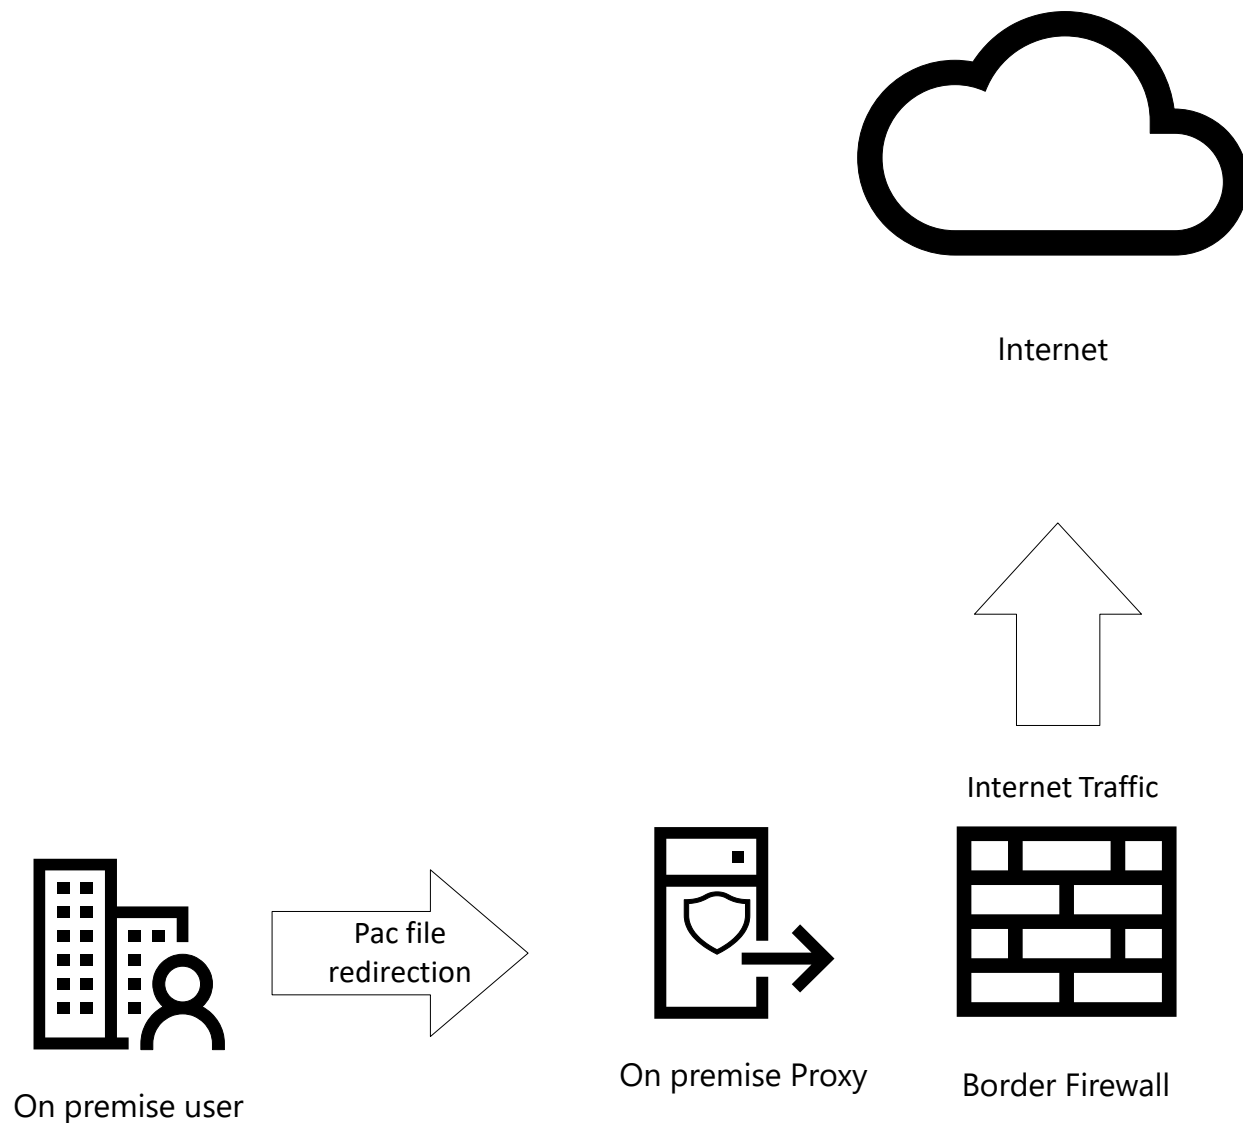 Internet
Internet Traffic
Pac file
redirection
On premise Proxy
Border Firewall
On premise user